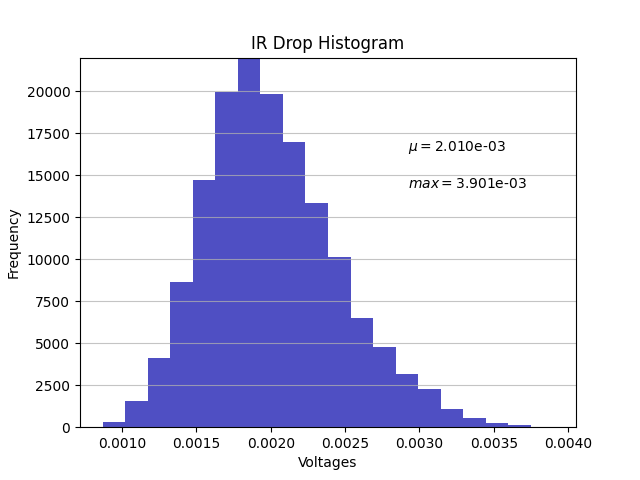 IR Drop Histogram
20000
17500
15000
12500
10000
7500
5000
2500
0
Frequency
μ = 2.010e-03
max = 3.901e-03
0.0010 0.0015 0.0020 0.0025 0.0030 0.0035 0.0040
Voltages